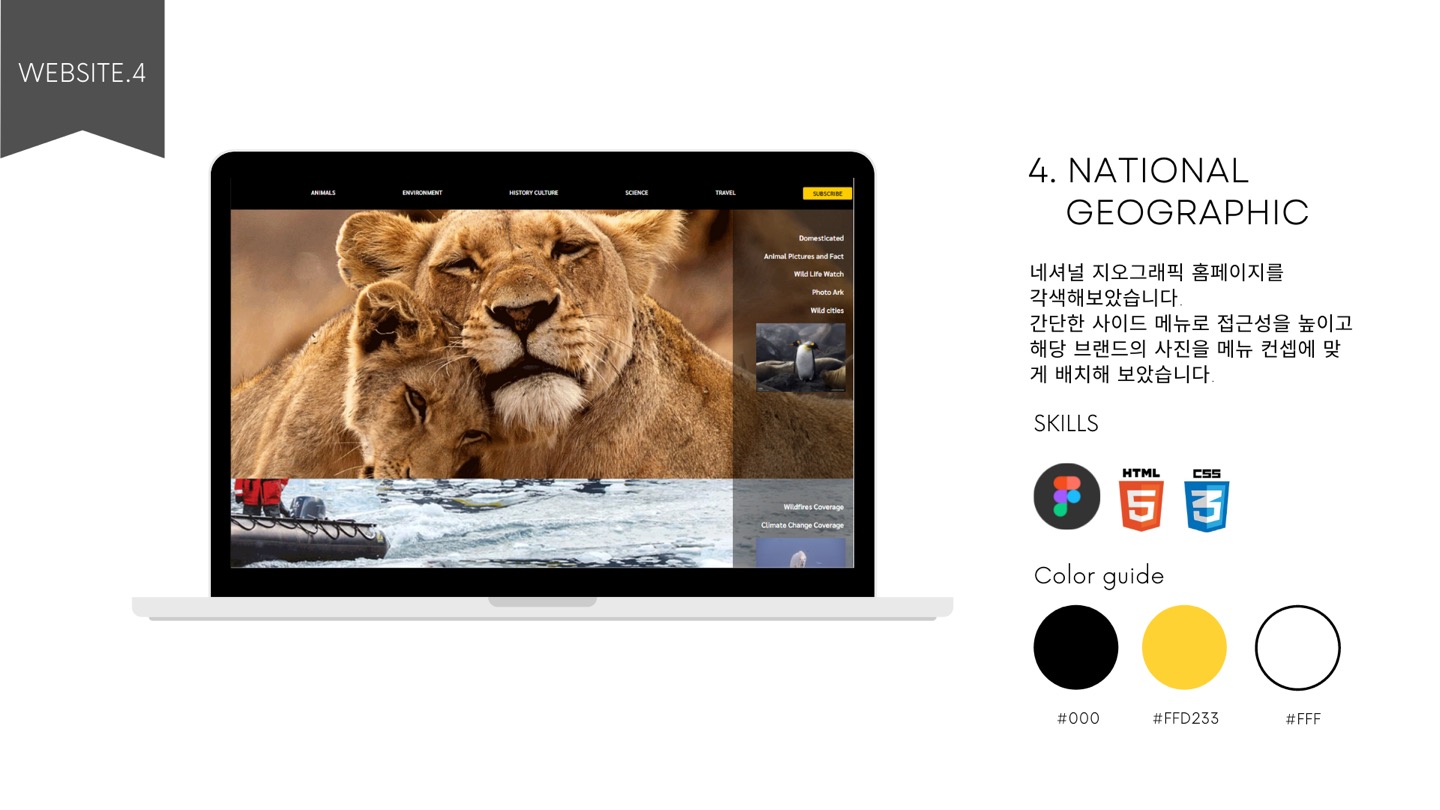 WEBSITE.4
ANIMALS
ENVIRONMENT
HISTORY CULTURE
SCIENCE
TRAVEL
SUBSCRIBE
Domesticated
Animal Pictures and Fact
Wild Life Watch
Photo Ark
Wild cities
Wildfires Coverage
Climate Change Coverage
4. NATIONAL
GEOGRAPHIC
네셔널 지오그래픽 홈페이지를
각색해보았습니다.
간단한 사이드 메뉴로 접근성을 높이고
해당 브랜드의 사진을 메뉴 컨셉에 맞
게 배치해 보았습니다.
SKILLS
HTML
5
CSS
3
Color guide
#000
#FFD233
#FFF